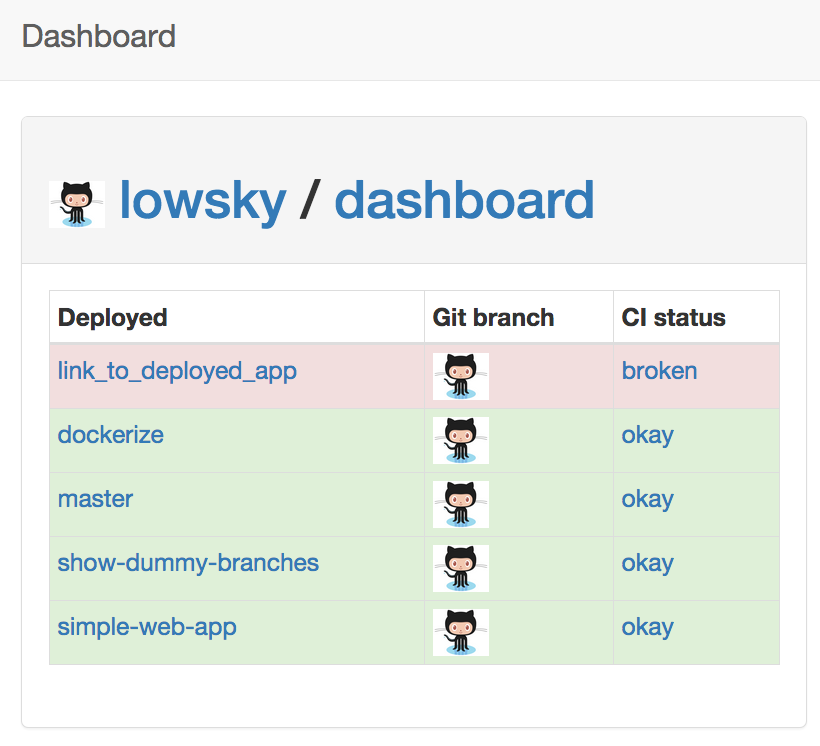 Dashboard
lowsky / dashboard
Deployed Git branch CI status
link_to_deployed_app broken
dockerize okay
master okay
show-dummy-branches okay
simple-web-app okay